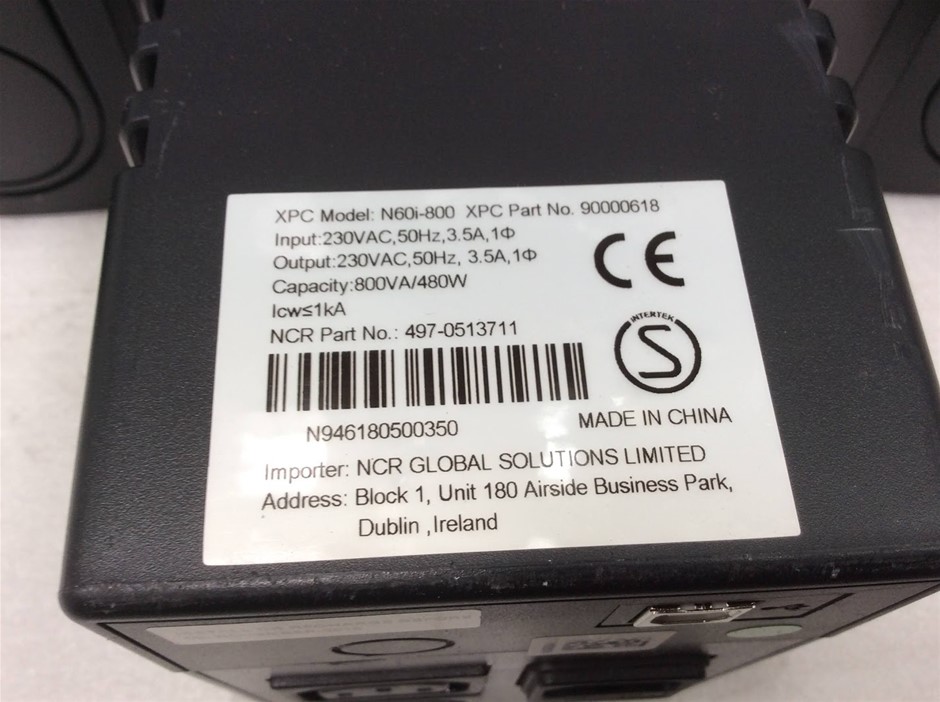 XPC Model: N60i-800 XPC Part No. 90000618
Input:230VAC,50Hz,3.5A,1Φ
Output:230VAC,50Hz, 3.5A,1Φ
Capacity:800VA/480W
Icw≤1kA
NCR Part No.: 497-0513711
CE
INTERTEK
S
N946180500350
MADE IN CHINA
Importer: NCR GLOBAL SOLUTIONS LIMITED
Address: Block 1, Unit 180 Airside Business Park,
Dublin ,Ireland